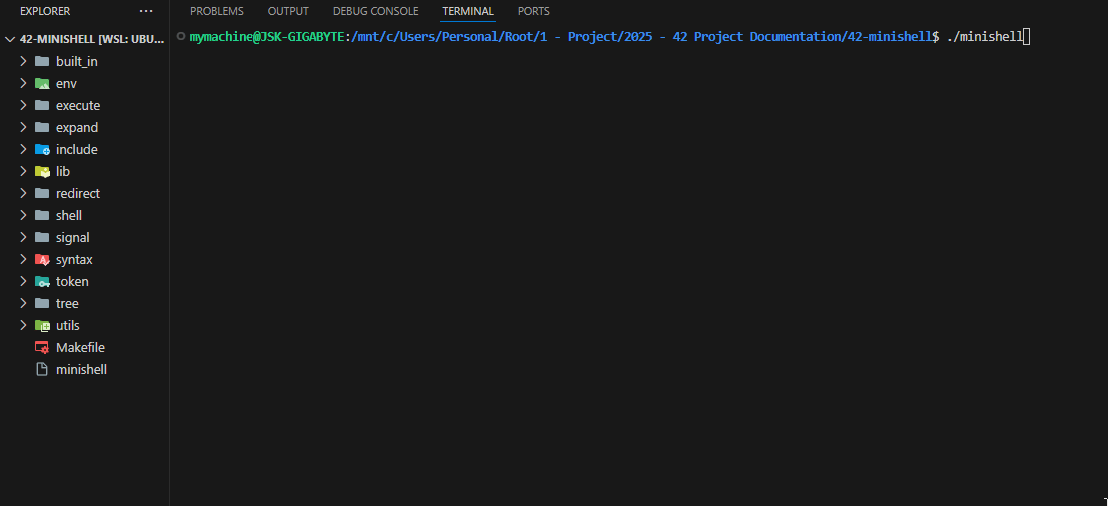 EXPLORER ···
42-MINISHELL [WSL: UBU...
built_in
env
execute
expand
include
lib
redirect
shell
signal
syntax
token
tree
utils
Makefile
minishell
PROBLEMS OUTPUT DEBUG CONSOLE TERMINAL PORTS
mymachine@JSK-GIGABYTE:/mnt/c/Users/Personal/Root/1 - Project/2025 - 42 Project Documentation/42-minishell$ ./minishell